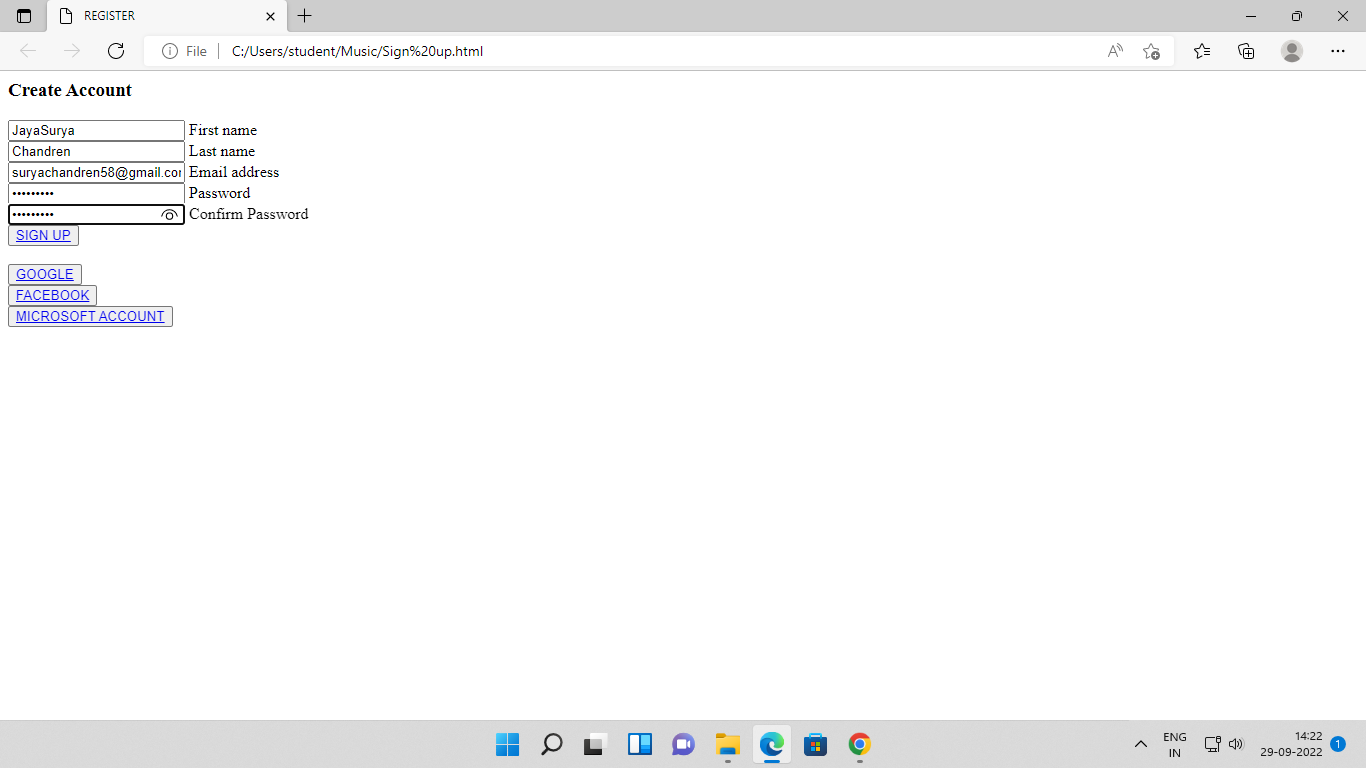 REGISTER
File C:/Users/student/Music/Sign%20up.html
Create Account
JayaSurya First name
Chandren Last name
suryachandren58@gmail.co Email address
••••••••• Password
••••••••• Confirm Password
SIGN UP
GOOGLE
FACEBOOK
MICROSOFT ACCOUNT
ENG 14:22
IN 29-09-2022 1